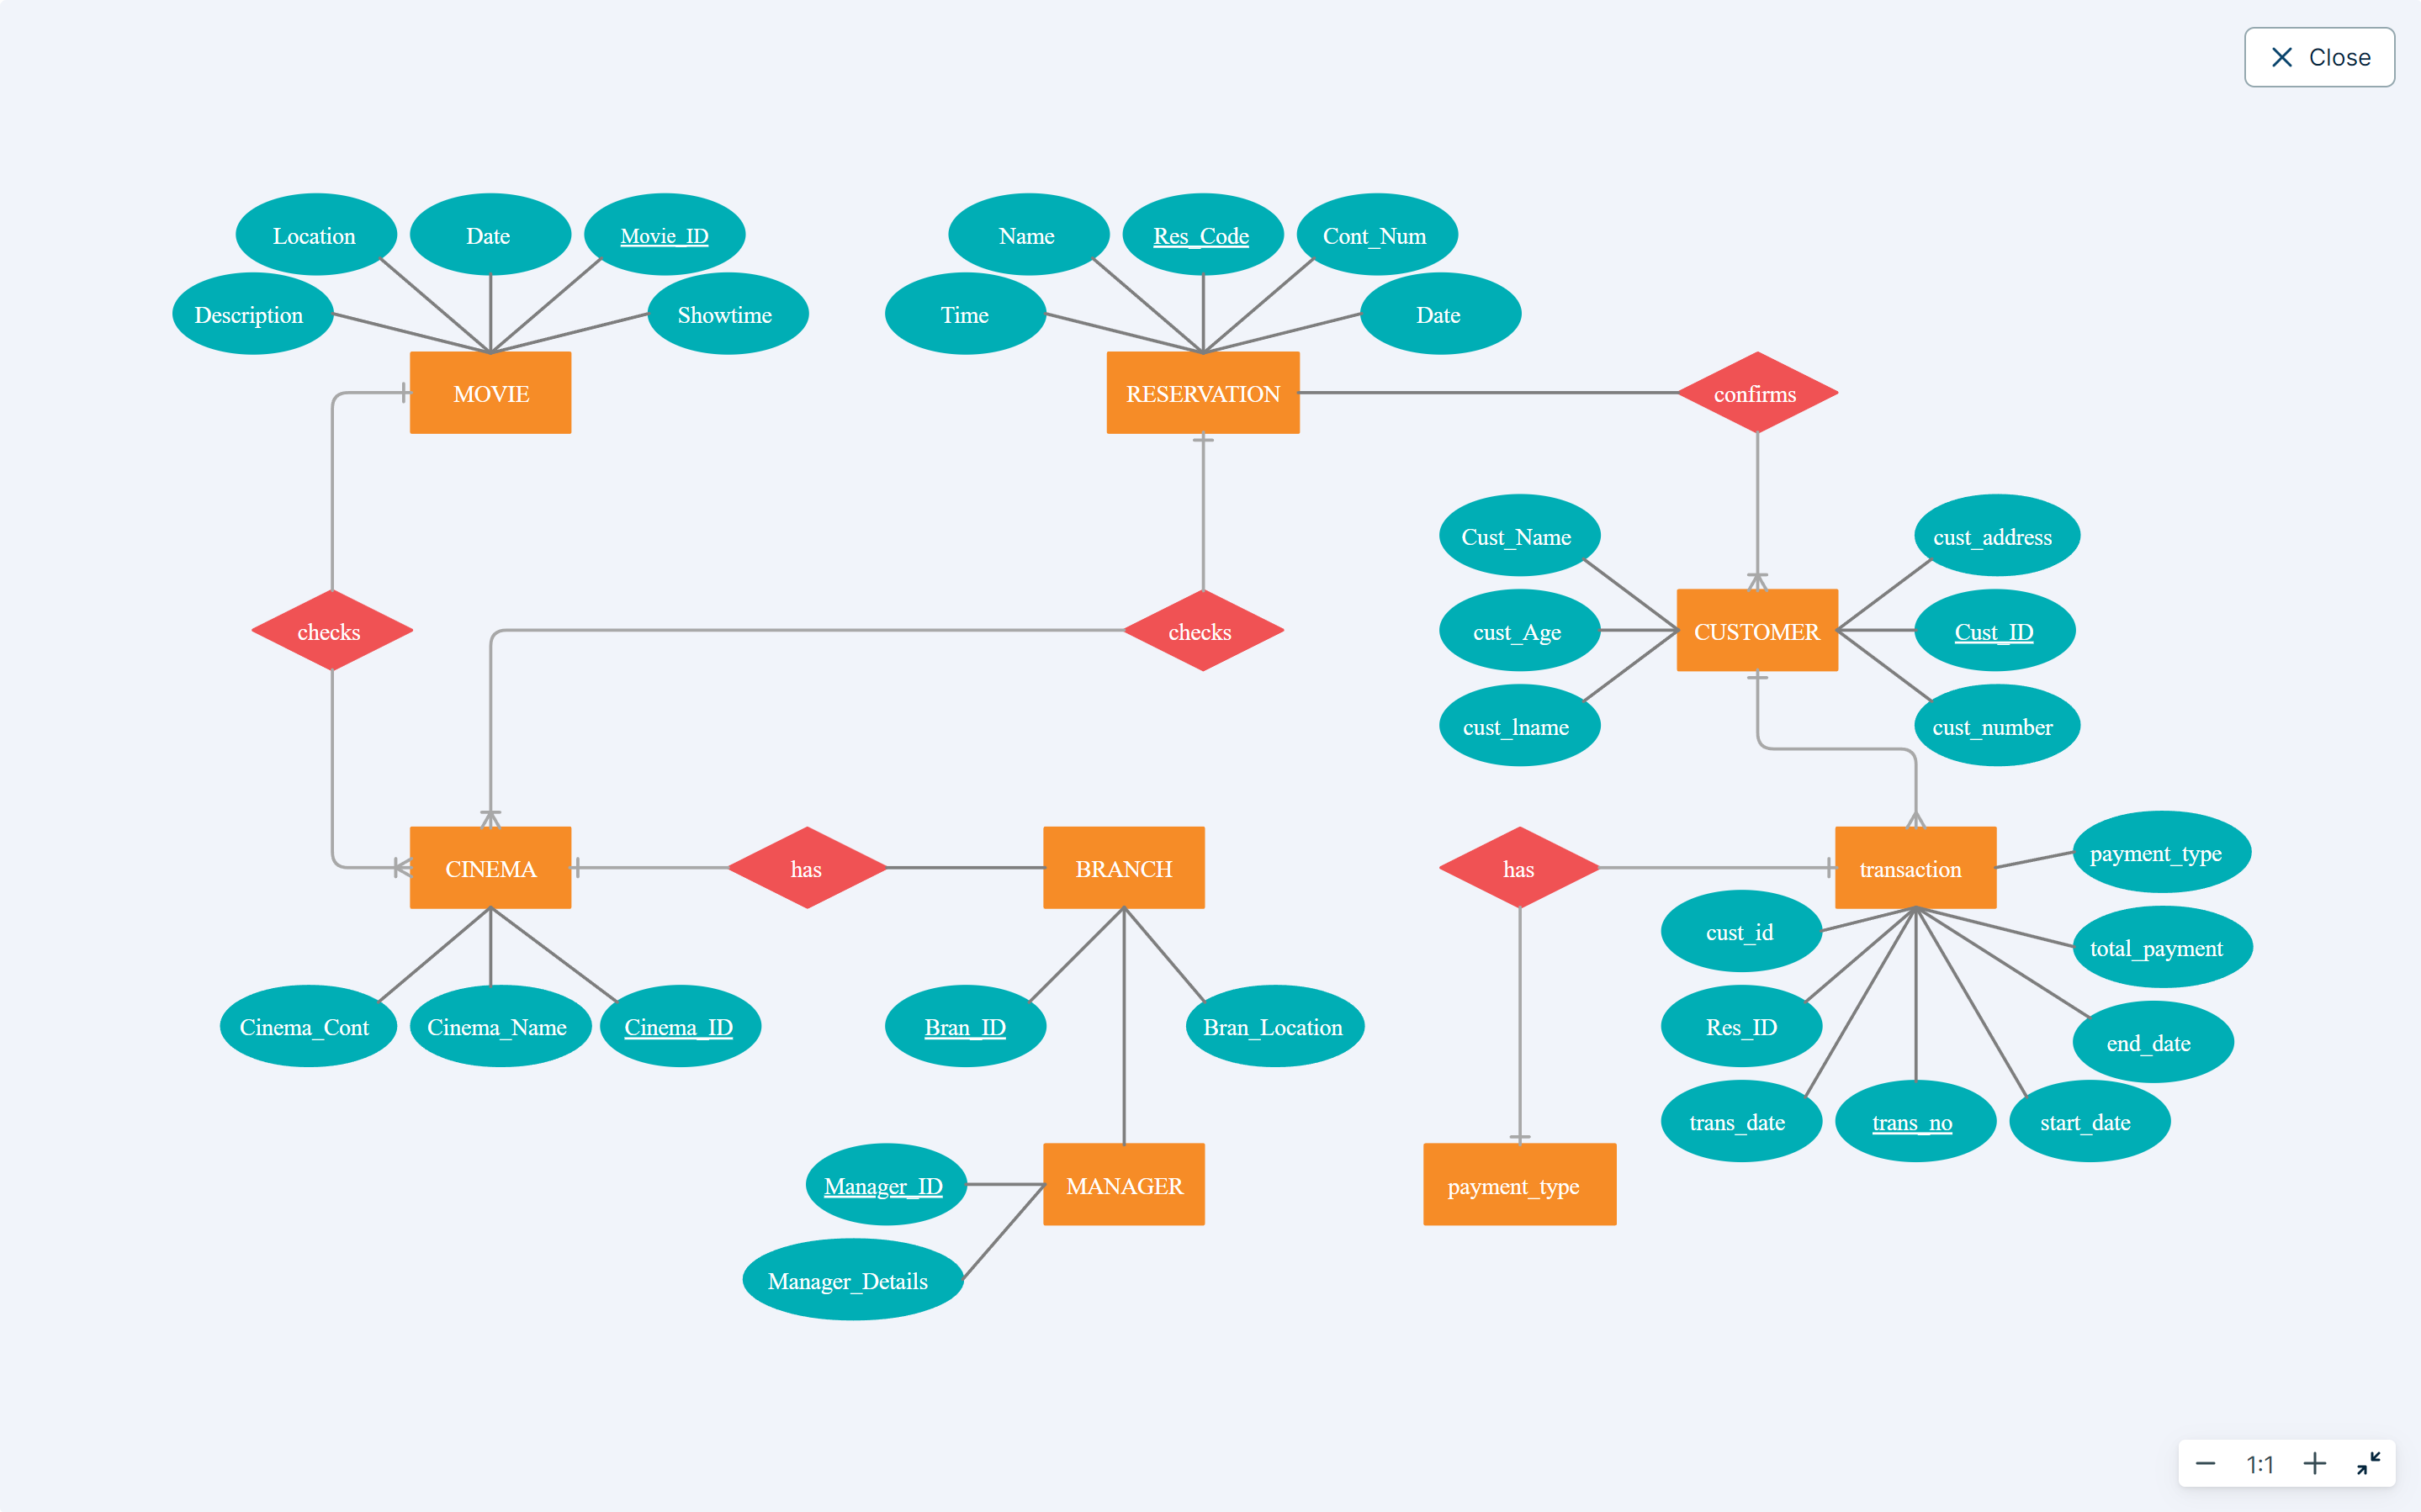 Close
Location
Date
Movie_ID
Description
Showtime
MOVIE
Name
Res_Code
Cont_Num
Time
Date
RESERVATION
confirms
checks
checks
Cust_Name
cust_address
cust_Age
CUSTOMER
Cust_ID
cust_lname
cust_number
CINEMA
has
BRANCH
has
transaction
payment_type
cust_id
total_payment
Cinema_Cont
Cinema_Name
Cinema_ID
Bran_ID
Bran_Location
Res_ID
end_date
trans_date
trans_no
start_date
Manager_ID
MANAGER
payment_type
Manager_Details
1:1